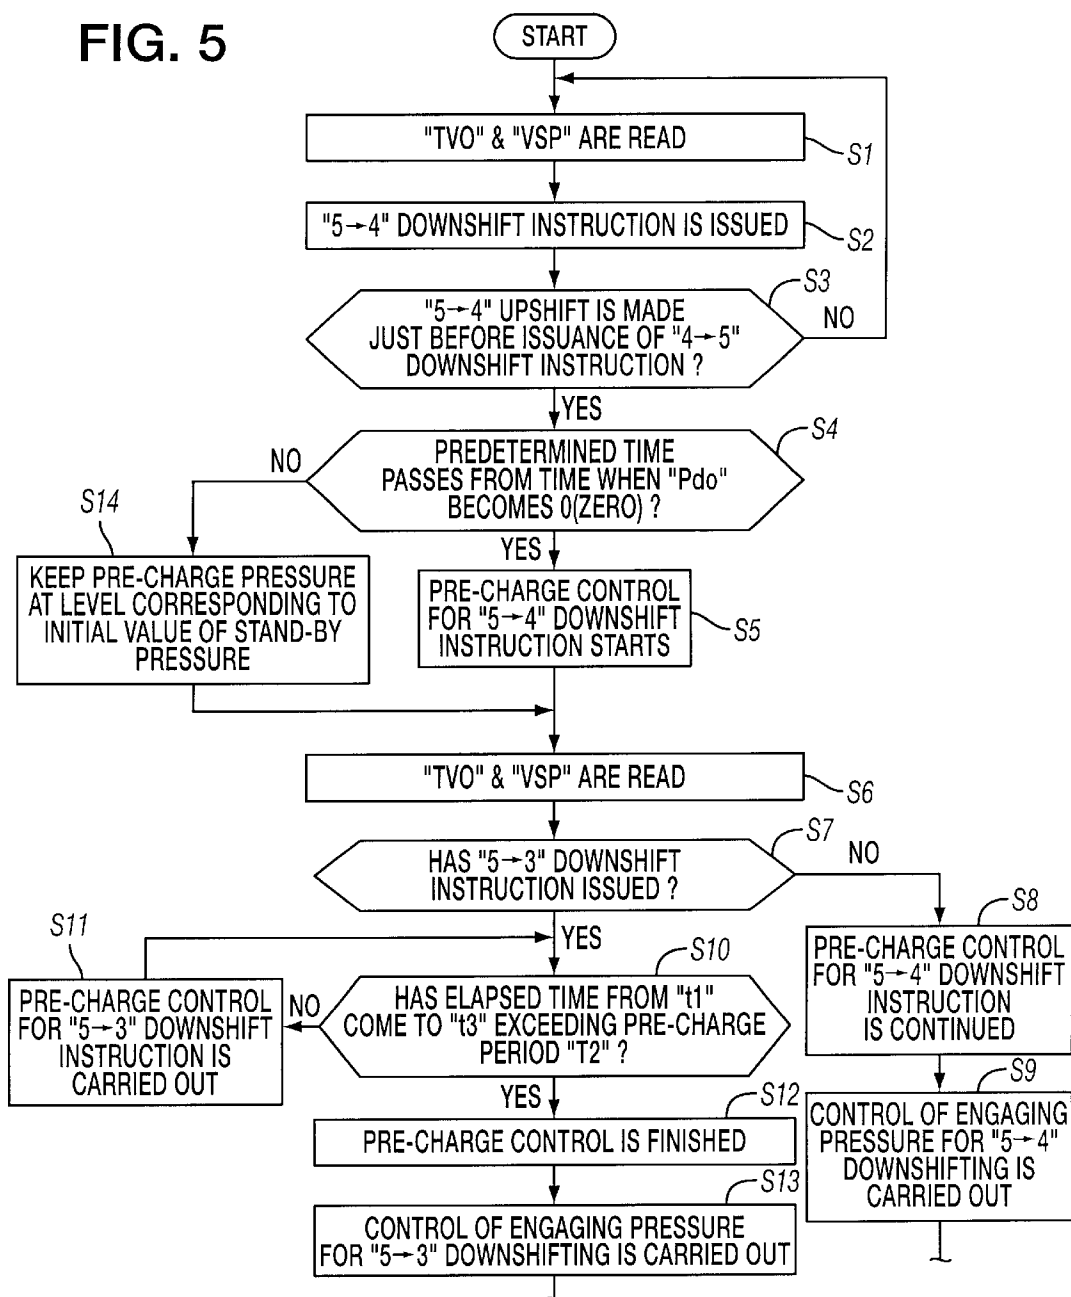 FIG. 5
START
"TVO" & "VSP" ARE READ
S1
"5→4" DOWNSHIFT INSTRUCTION IS ISSUED
S2
S3
"5→4" UPSHIFT IS MADE
JUST BEFORE ISSUANCE OF "4→5"
DOWNSHIFT INSTRUCTION ?
NO
YES
S4
PREDETERMINED TIME
PASSES FROM TIME WHEN "Pdo"
BECOMES 0(ZERO) ?
NO
YES
S14
KEEP PRE-CHARGE PRESSURE
AT LEVEL CORRESPONDING TO
INITIAL VALUE OF STAND-BY
PRESSURE
PRE-CHARGE CONTROL
FOR "5→4" DOWNSHIFT
INSTRUCTION STARTS
S5
"TVO" & "VSP" ARE READ
S6
S7
HAS "5→3" DOWNSHIFT
INSTRUCTION ISSUED ?
NO
YES
S8
PRE-CHARGE CONTROL
FOR "5→4" DOWNSHIFT
INSTRUCTION
IS CONTINUED
S9
CONTROL OF ENGAGING
PRESSURE FOR "5→4"
DOWNSHIFTING IS
CARRIED OUT
S10
HAS ELAPSED TIME FROM "t1"
COME TO "t3" EXCEEDING PRE-CHARGE
PERIOD "T2" ?
NO
S11
PRE-CHARGE CONTROL
FOR "5→3" DOWNSHIFT
INSTRUCTION IS
CARRIED OUT
YES
S12
PRE-CHARGE CONTROL IS FINISHED
S13
CONTROL OF ENGAGING PRESSURE
FOR "5→3" DOWNSHIFTING IS CARRIED OUT